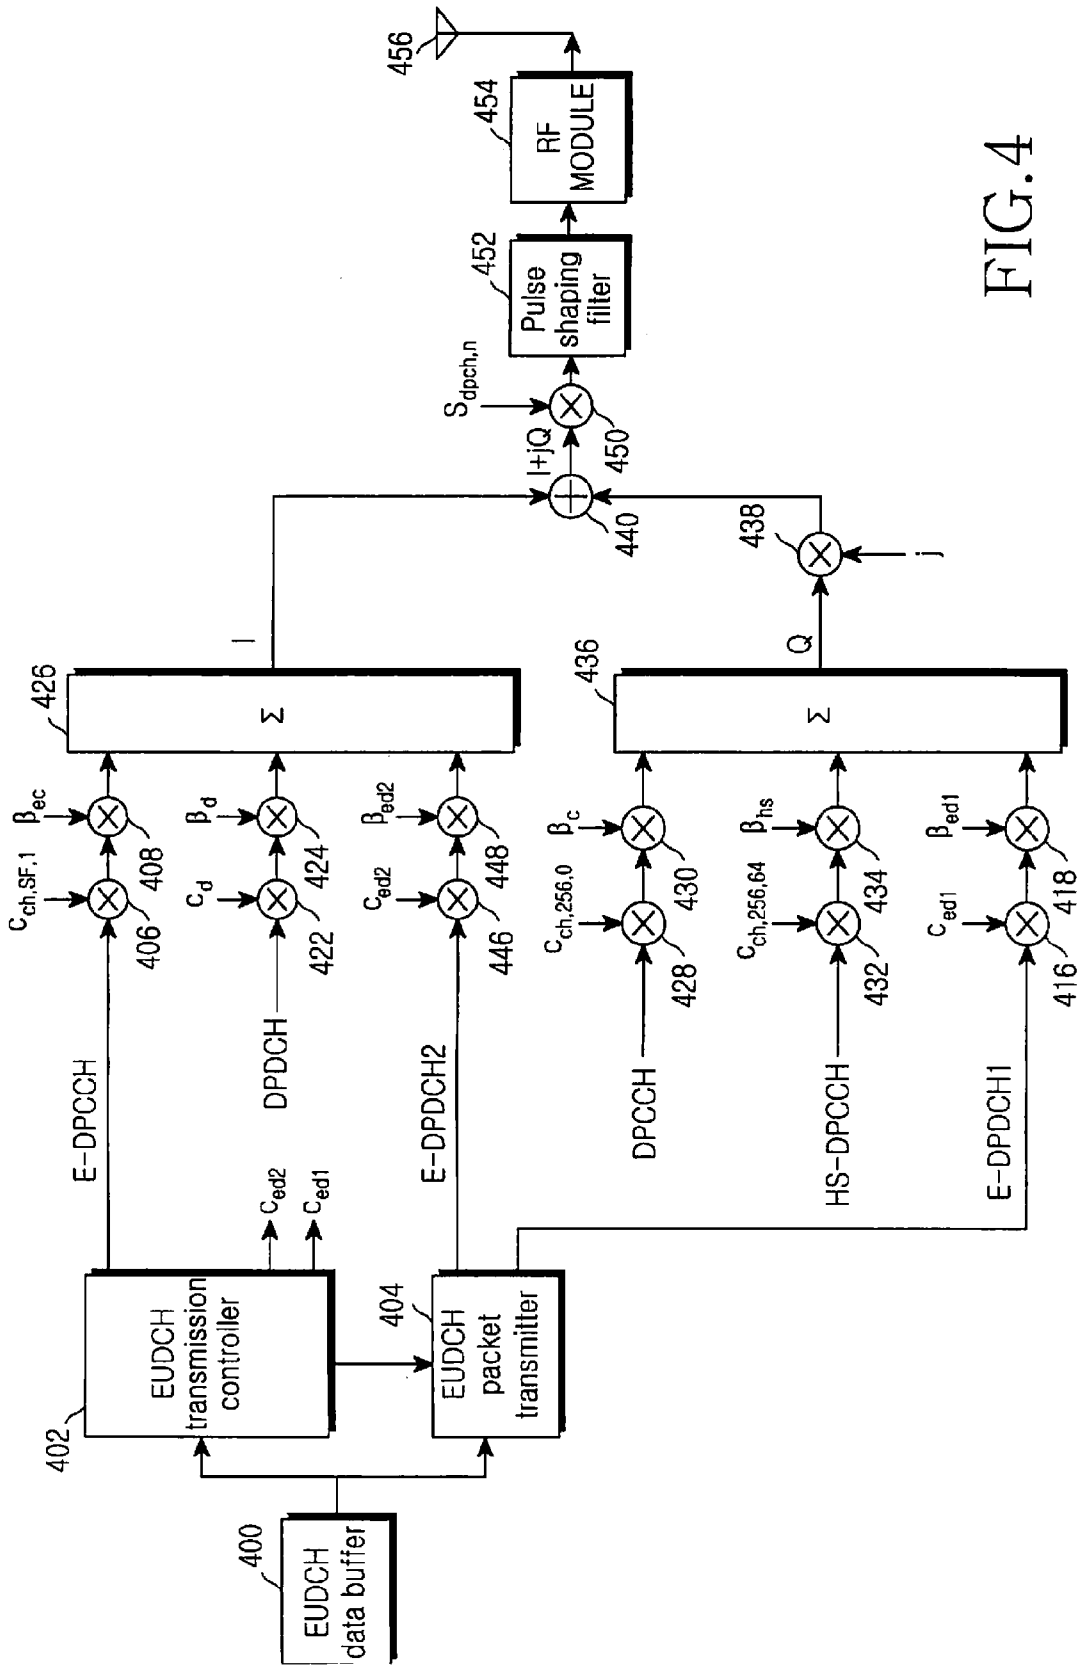 400
EUDCH
data buffer
402
EUDCH
transmission
controller
404
EUDCH
packet
transmitter
C_ed2
C_ed1
E-DPCCH
C_ch,SF,1
406
β_ec
408
DPDCH
C_d
422
β_d
424
E-DPDCH2
C_ed2
446
β_ed2
448
426
Σ
I
DPCCH
C_ch,256,0
428
β_c
430
HS-DPCCH
C_ch,256,64
432
β_hs
434
E-DPDCH1
C_ed1
416
β_ed1
418
436
Σ
Q
438
j
440
I+jQ
S_dpch,n
450
452
Pulse
shaping
filter
454
RF
MODULE
456
FIG.4